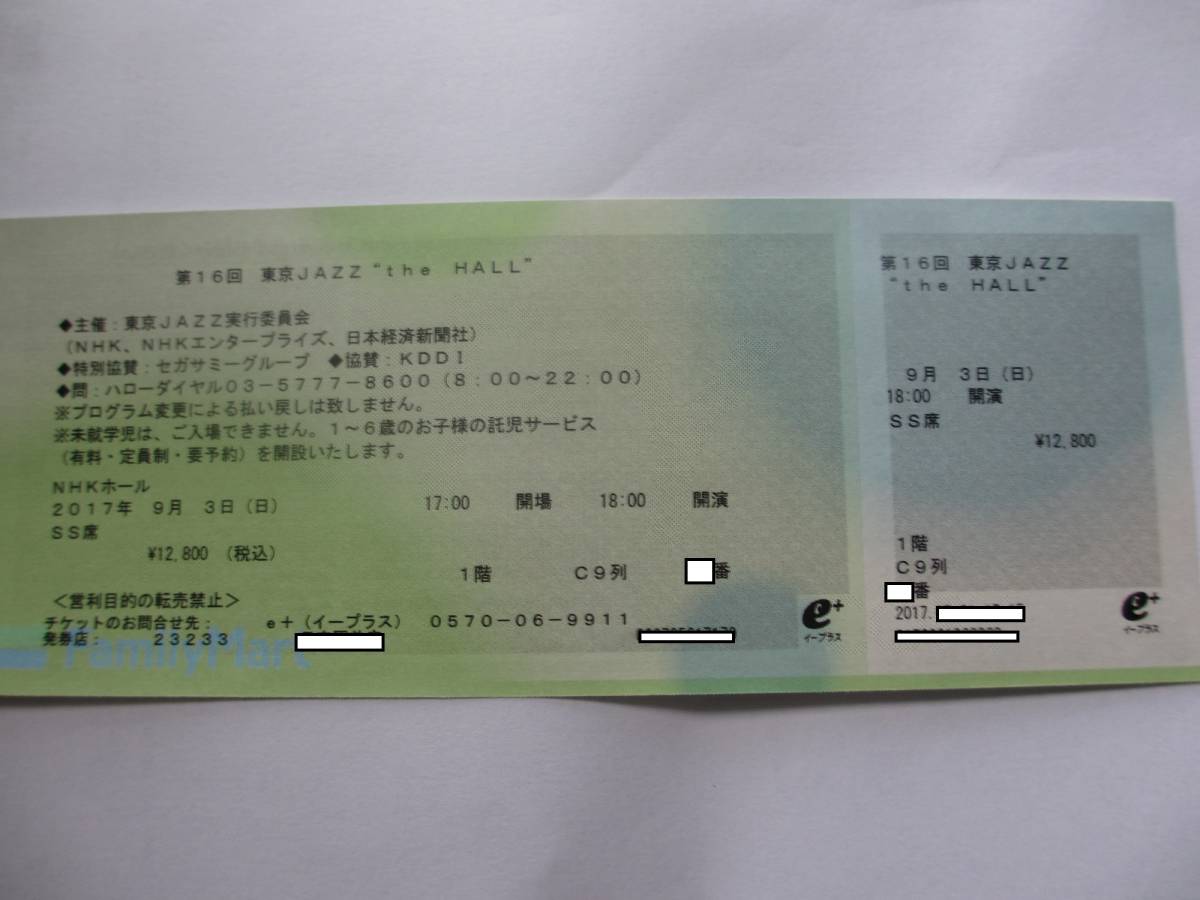 第16回 東京JAZZ“the HALL”
◆主催：東京JAZZ実行委員会
（NHK、NHKエンタープライズ、日本経済新聞社）
◆特別協賛：セガサミーグループ ◆協賛：KDDI
◆問：ハローダイヤル03-5777-8600（8：00～22：00）
※プログラム変更による払い戻しは致しません。
※未就学児は、ご入場できません。1～6歳のお子様の託児サービス
（有料・定員制・要予約）を開設いたします。
NHKホール
2017年 9月 3日（日） 17:00 開場 18:00 開演
SS席
¥12,800 （税込）
1階 C9列 番
＜営利目的の転売禁止＞
チケットのお問合せ先： e+（イープラス） 0570-06-9911
発券店： 23233
FamilyMart
e+
イープラス
第16回 東京JAZZ
“the HALL”
9月 3日（日）
18:00 開演
SS席
¥12,800
1階
C9列
番
2017.
e+
イープラス